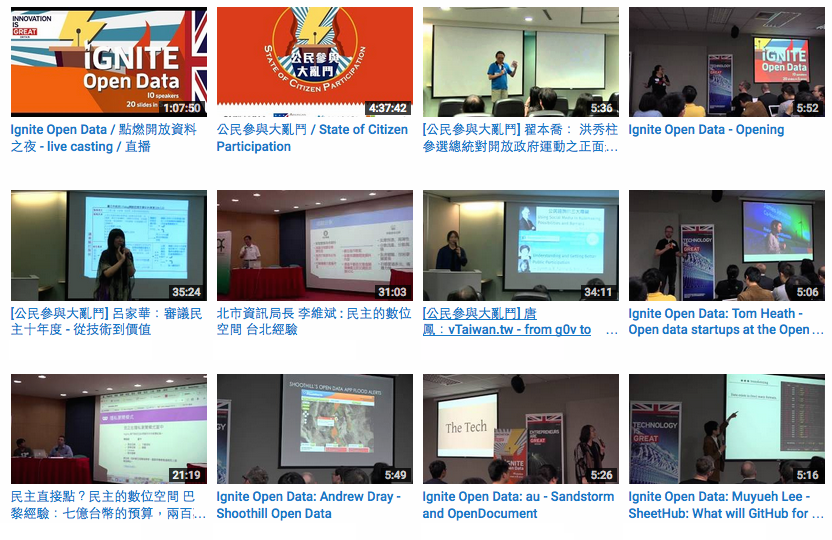 INNOVATION
IS
GREAT
iGNITE
Open Data
10 speakers
20 slides in
1:07:50
公民參與
大亂鬥
STATE OF CITIZEN PARTICIPATION
4:37:42
5:36
iGNITE
Open Data
5:52
Ignite Open Data / 點燃開放資料
之夜 - live casting / 直播
公民參與大亂鬥 / State of Citizen
Participation
[公民參與大亂鬥] 翟本喬： 洪秀柱
參選總統對開放政府運動之正面...
Ignite Open Data - Opening
35:24
31:03
Understanding and Setting Better
Public Participation
34:11
TECHNOLOGY
5:06
[公民參與大亂鬥] 呂家華：審議民
主十年度 - 從技術到價值
北市資訊局長 李維斌 : 民主的數位
空間 台北經驗
[公民參與大亂鬥] 唐
鳳：vTaiwan.tw - from g0v to ...
Ignite Open Data: Tom Heath -
Open data startups at the Open ...
21:19
SHOOTHILL'S OPEN DATA APP FLOOD ALERTS
5:49
The Tech
iGNITE
Open Data
ENTREPRENEURS
GREAT
5:26
TECHNOLOGY
IS
GREAT
5:16
民主直接點？民主的數位空間 巴
黎經驗：七億台幣的預算，兩百...
Ignite Open Data: Andrew Dray -
Shoothill Open Data
Ignite Open Data: au - Sandstorm
and OpenDocument
Ignite Open Data: Muyueh Lee -
SheetHub: What will GitHub for ...